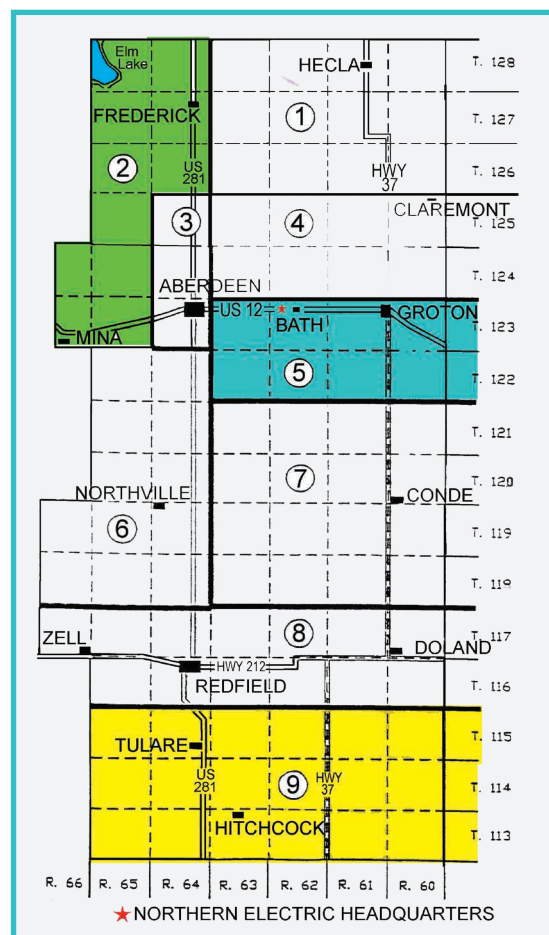 Elm
Lake
HECLA
T. 128
FREDERICK
1
T. 127
2
US
281
HWY
37
T. 126
3
4
CLAREMONT
T. 125
ABERDEEN
T. 124
US 12
BATH
GROTON
T. 123
MINA
5
T. 122
T. 121
7
T. 120
NORTHVILLE
CONDE
6
T. 119
T. 118
8
T. 117
ZELL
DOLAND
HWY 212
REDFIELD
T. 116
TULARE
T. 115
US
281
9
HWY
37
T. 114
HITCHCOCK
T. 113
R. 66 R. 65 R. 64 R. 63 R. 62 R. 61 R. 60
NORTHERN ELECTRIC HEADQUARTERS